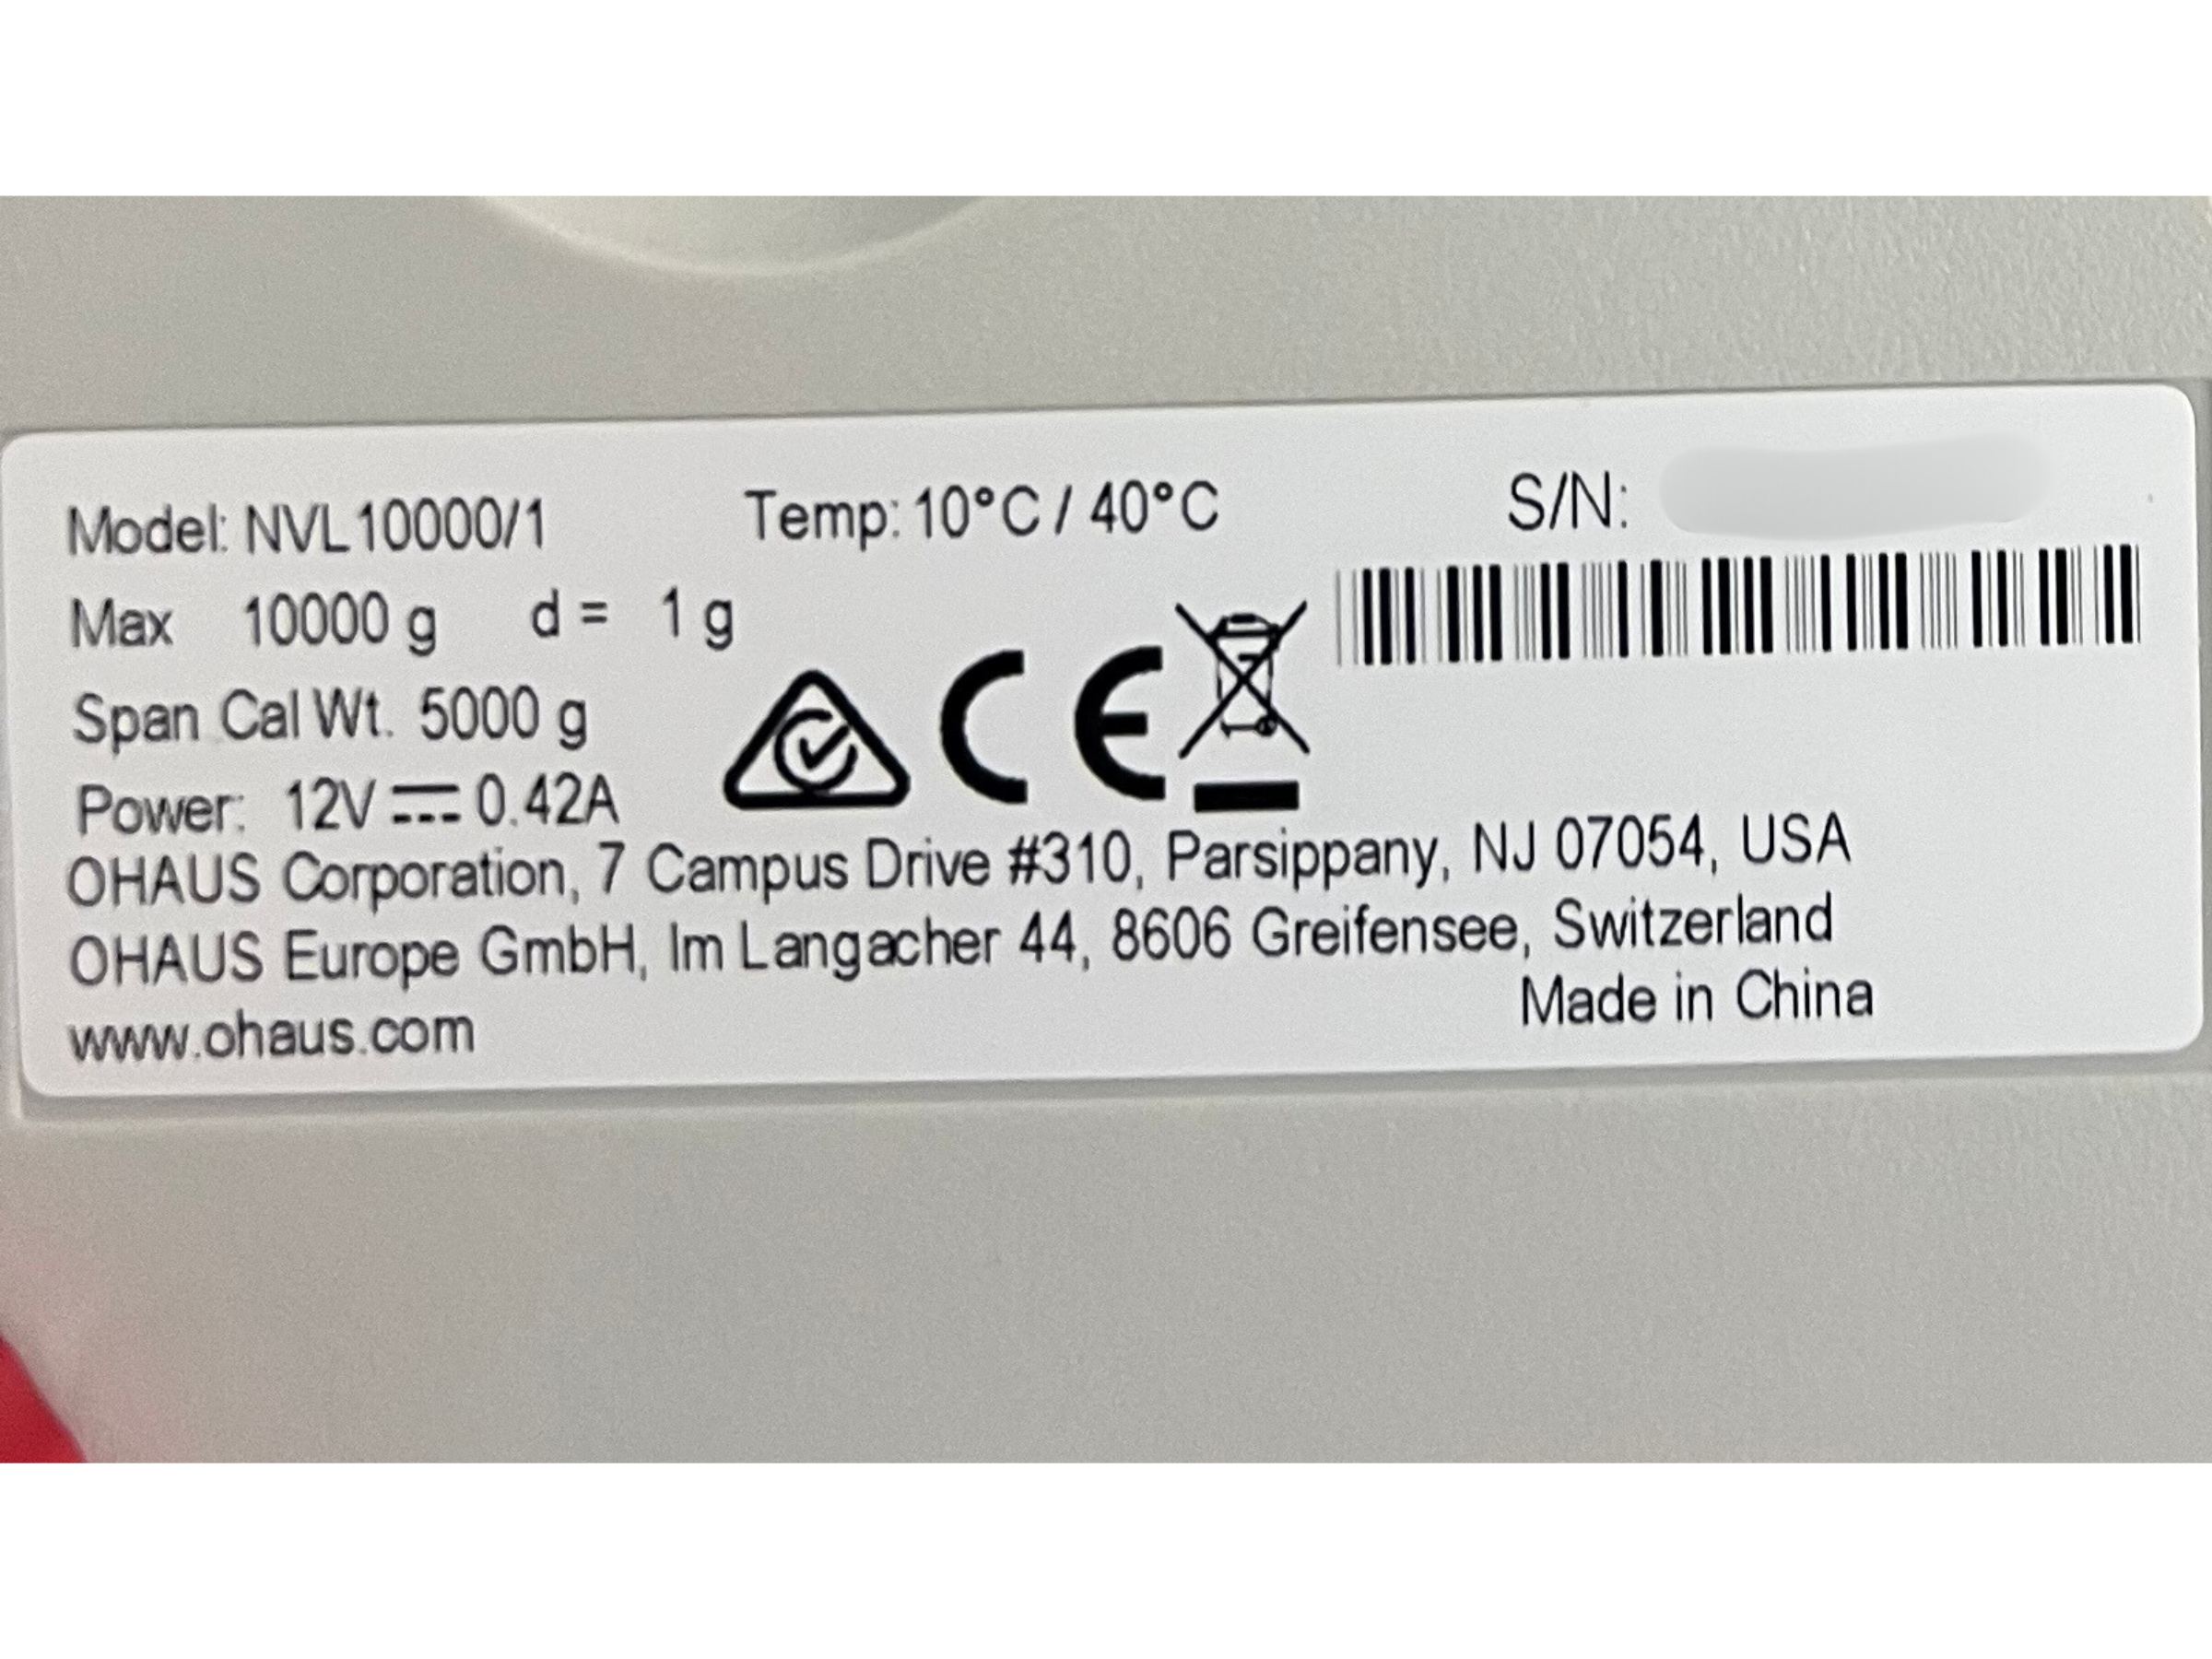 Model: NVL10000/1 Temp: 10°C / 40°C S/N:
Max 10000 g d = 1 g
Span Cal Wt. 5000 g
CE
Power: 12V ⎓ 0.42A
OHAUS Corporation, 7 Campus Drive #310, Parsippany, NJ 07054, USA
OHAUS Europe GmbH, Im Langacher 44, 8606 Greifensee, Switzerland
Made in China
www.ohaus.com